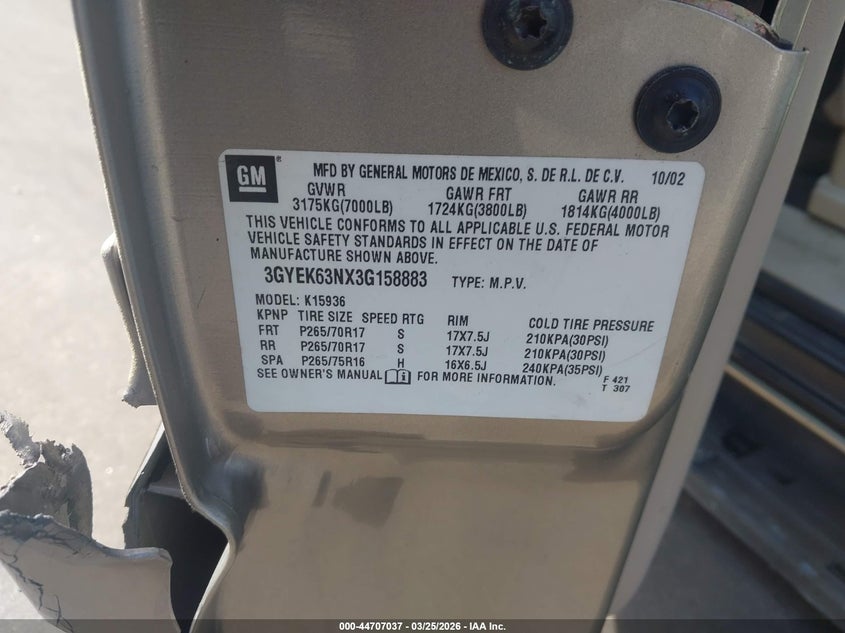 GM ® MFD BY GENERAL MOTORS DE MEXICO, S. DE R.L. DE C.V. 10/02
GVWR GAWR FRT GAWR RR
3175KG(7000LB) 1724KG(3800LB) 1814KG(4000LB)
THIS VEHICLE CONFORMS TO ALL APPLICABLE U.S. FEDERAL MOTOR
VEHICLE SAFETY STANDARDS IN EFFECT ON THE DATE OF
MANUFACTURE SHOWN ABOVE.
3GYEK63NX3G158883 TYPE: M.P.V.
MODEL: K15936
KPNP TIRE SIZE SPEED RTG RIM COLD TIRE PRESSURE
FRT P265/70R17 S 17X7.5J 210KPA(30PSI)
RR P265/70R17 S 17X7.5J 210KPA(30PSI)
SPA P265/75R16 H 16X6.5J 240KPA(35PSI)
SEE OWNER'S MANUAL FOR MORE INFORMATION.
F 421
T 307
000-44707037 - 03/25/2026 - IAA Inc.